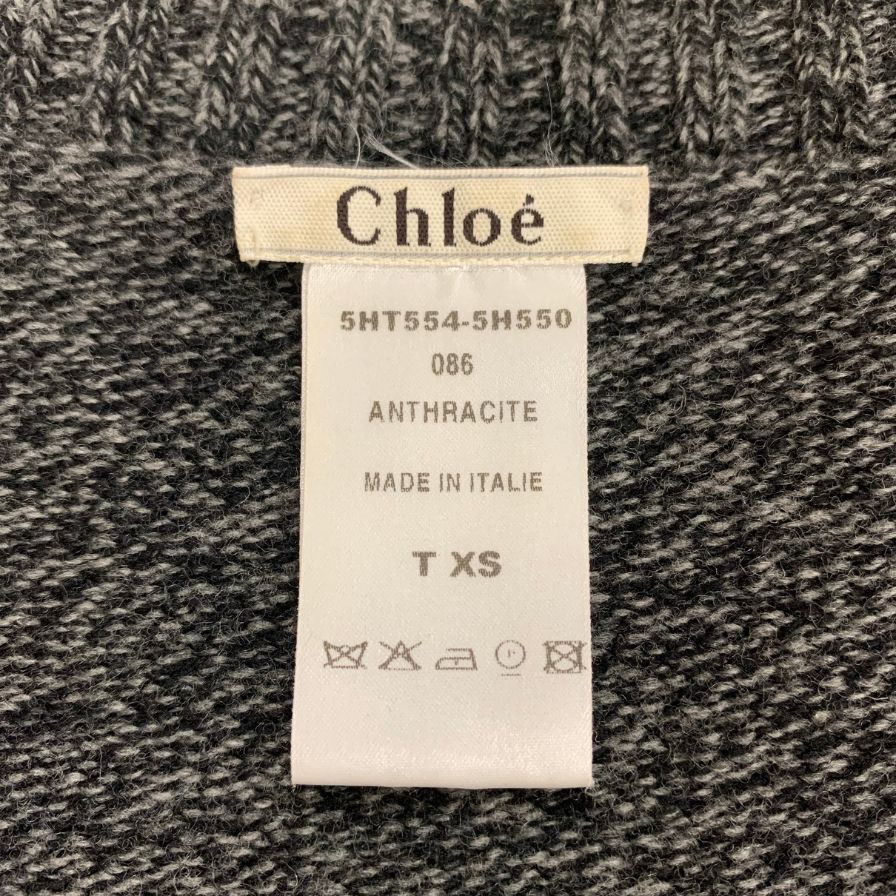 Chloé
5HT554-5H550
086
ANTHRACITE
MADE IN ITALIE
T XS
P